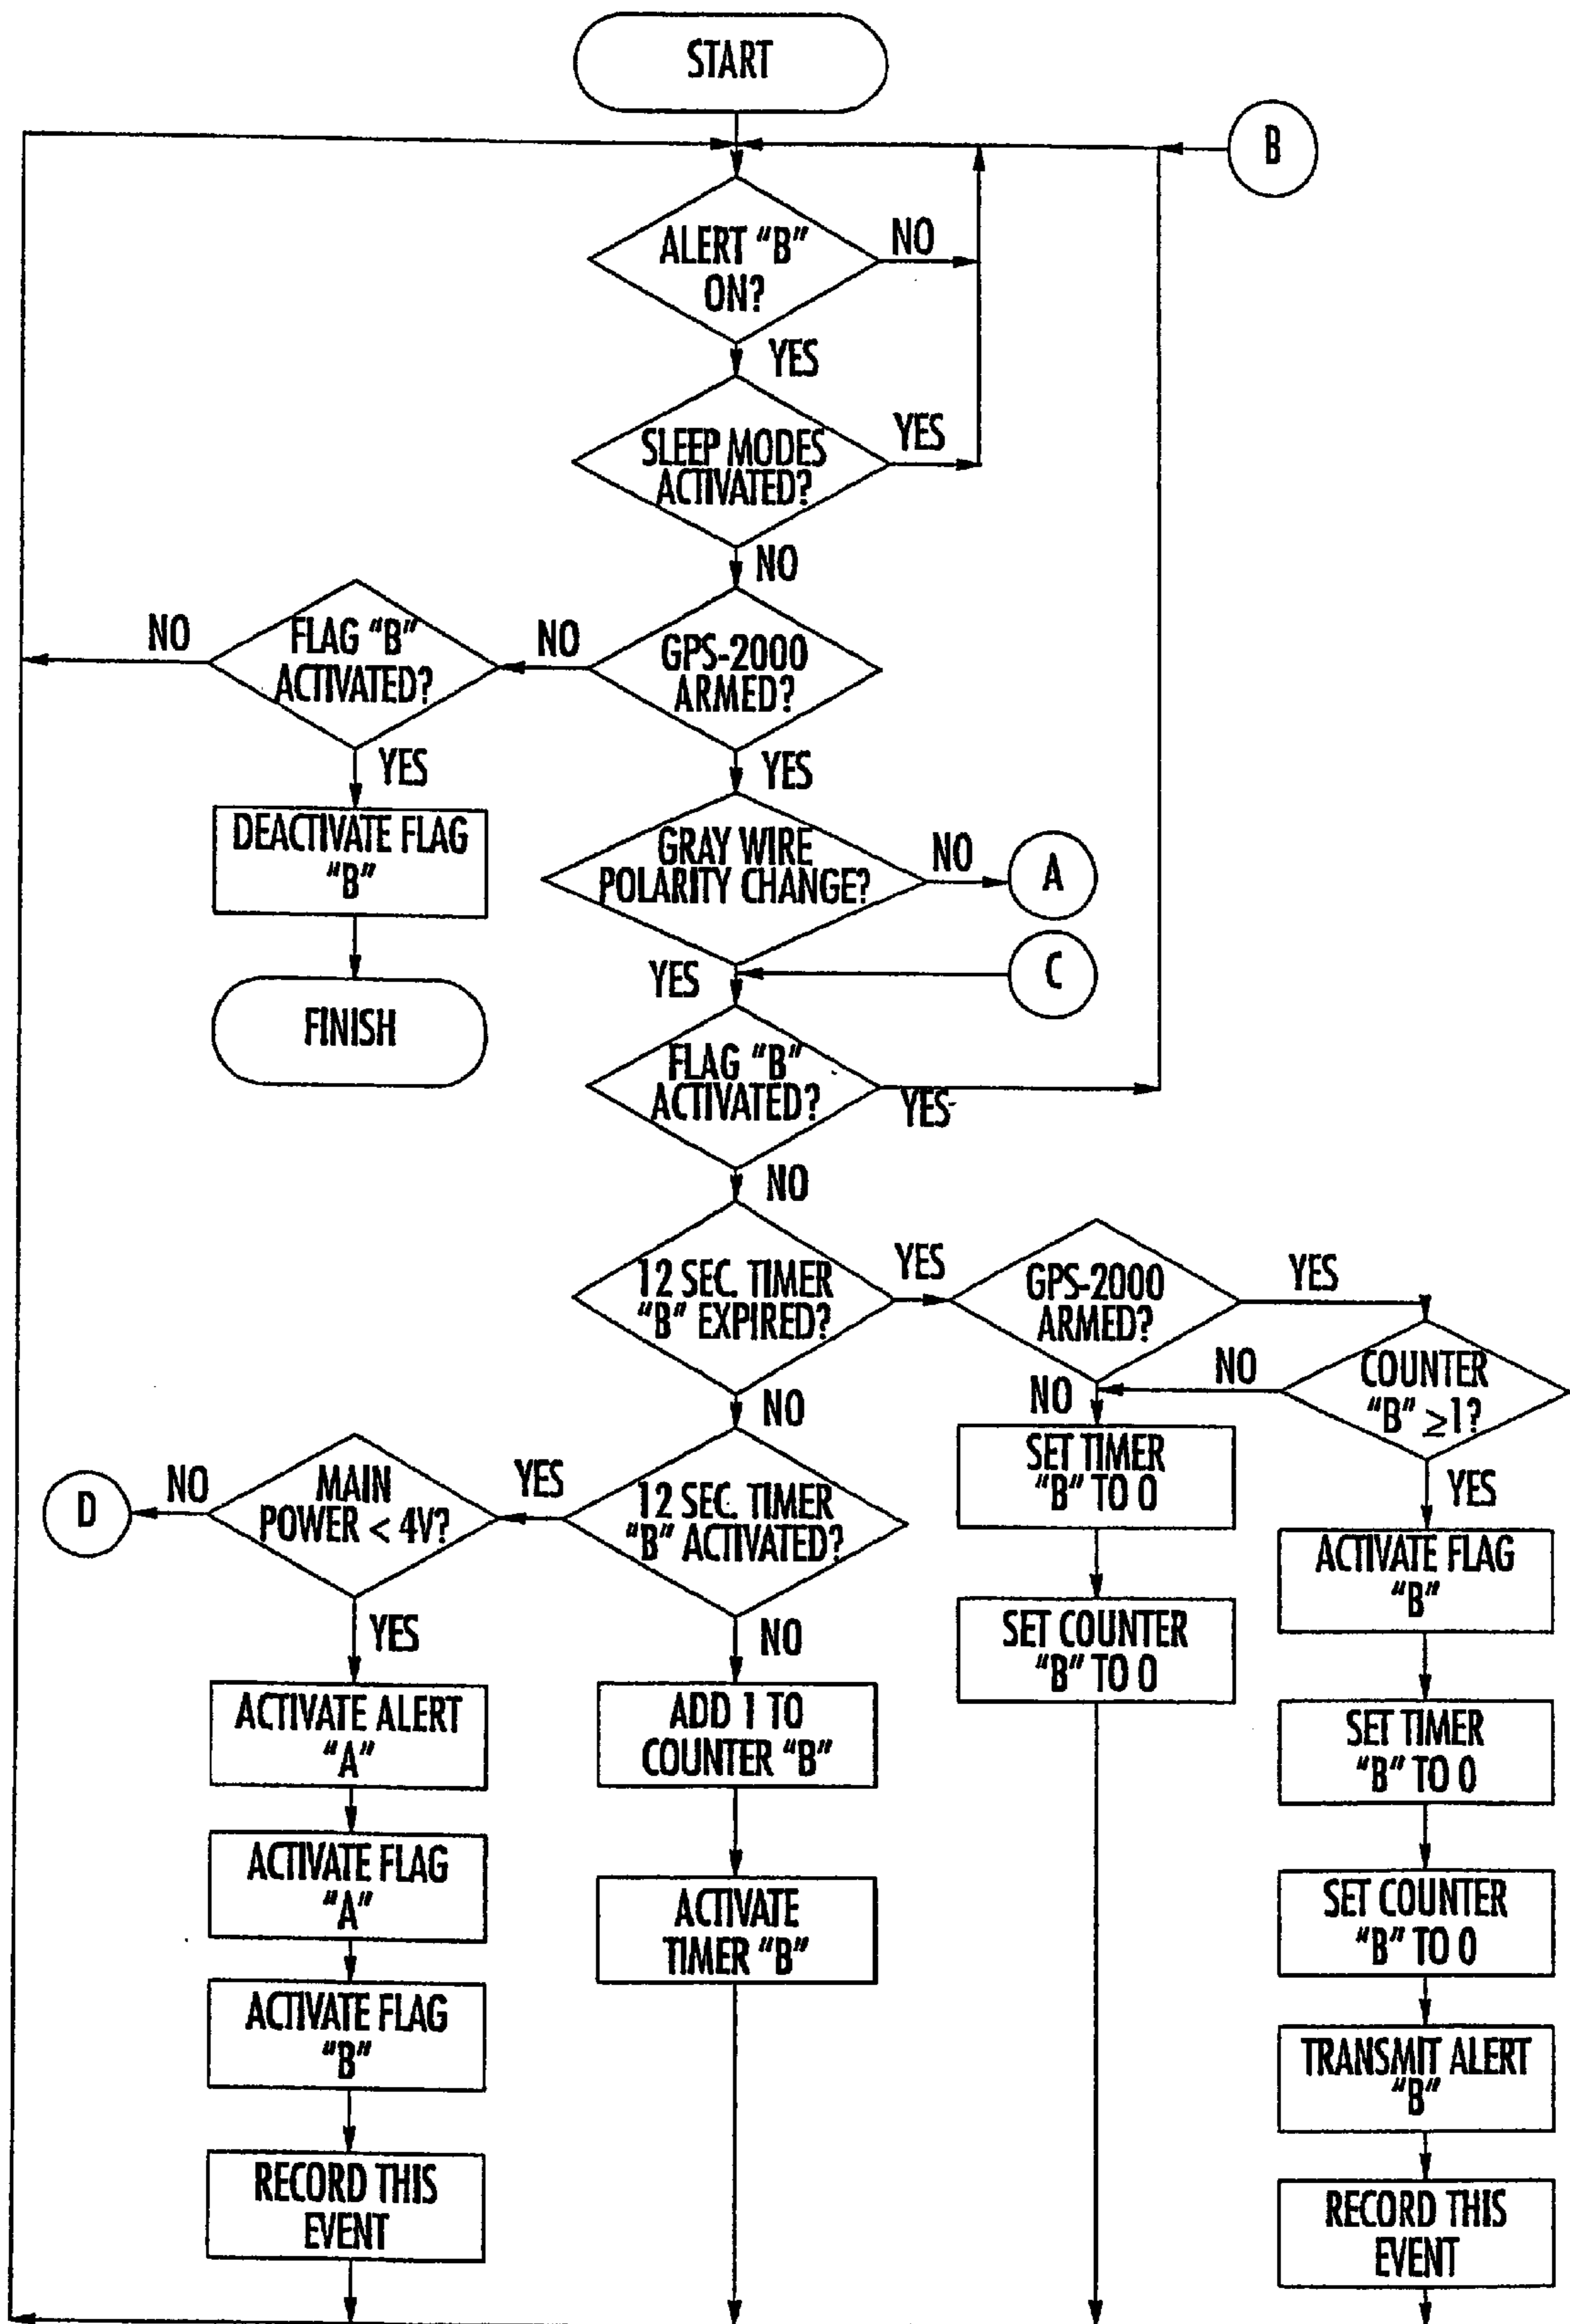 START
B
ALERT "B"
ON?
NO
YES
SLEEP MODES
ACTIVATED?
YES
NO
GPS-2000
ARMED?
NO
FLAG "B"
ACTIVATED?
NO
YES
DEACTIVATE FLAG
"B"
FINISH
YES
GRAY WIRE
POLARITY CHANGE?
NO
A
YES
C
FLAG "B"
ACTIVATED?
YES
NO
12 SEC. TIMER
"B" EXPIRED?
YES
GPS-2000
ARMED?
YES
COUNTER
"B" ≥1?
NO
NO
SET TIMER
"B" TO 0
SET COUNTER
"B" TO 0
YES
ACTIVATE FLAG
"B"
SET TIMER
"B" TO 0
SET COUNTER
"B" TO 0
TRANSMIT ALERT
"B"
RECORD THIS
EVENT
NO
12 SEC. TIMER
"B" ACTIVATED?
YES
MAIN
POWER < 4V?
NO
D
YES
ACTIVATE ALERT
"A"
ACTIVATE FLAG
"A"
ACTIVATE FLAG
"B"
RECORD THIS
EVENT
NO
ADD 1 TO
COUNTER "B"
ACTIVATE
TIMER "B"